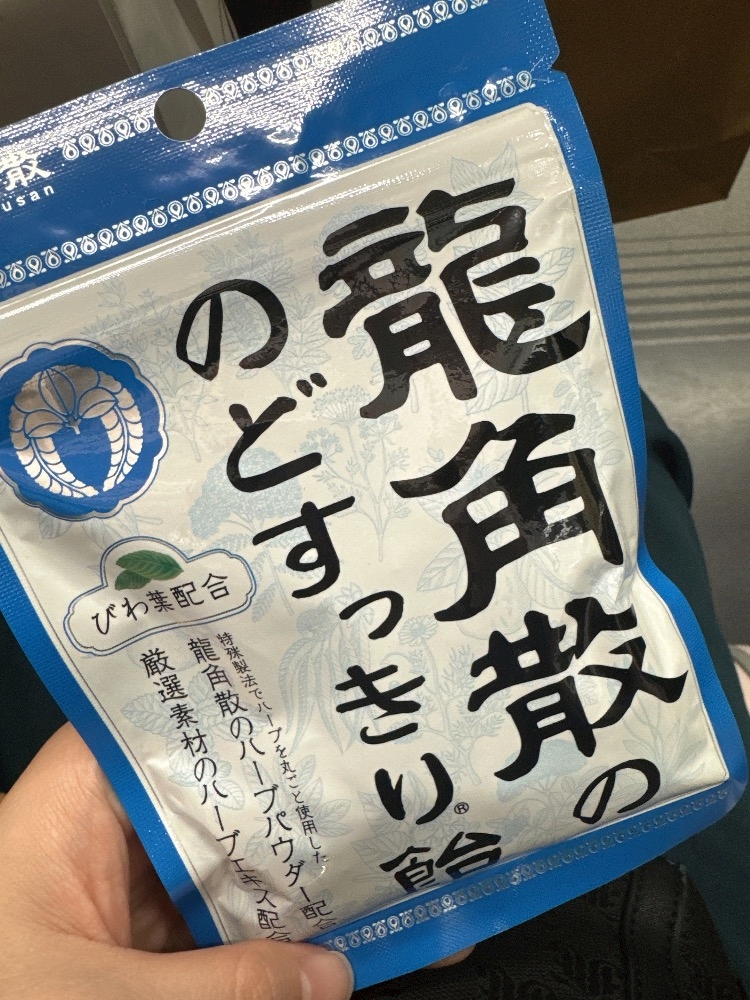 散
usan
龍角散の
のどすっきり飴®
びわ葉配合
特殊製法でハーブを丸ごと使用した
龍角散のハーブパウダー配合
厳選素材のハーブエキス配合